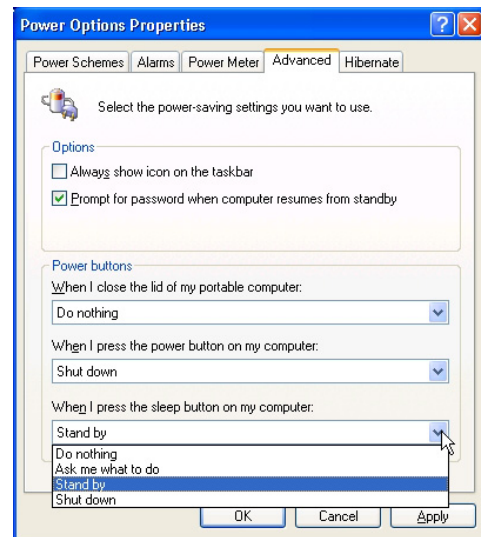 Power Options Properties
Power Schemes Alarms Power Meter Advanced Hibernate
Select the power-saving settings you want to use.
Options
Always show icon on the taskbar
Prompt for password when computer resumes from standby
Power buttons
When I close the lid of my portable computer:
Do nothing
When I press the power button on my computer:
Shut down
When I press the sleep button on my computer:
Stand by
Do nothing
Ask me what to do
Stand by
Shut down
OK Cancel Apply